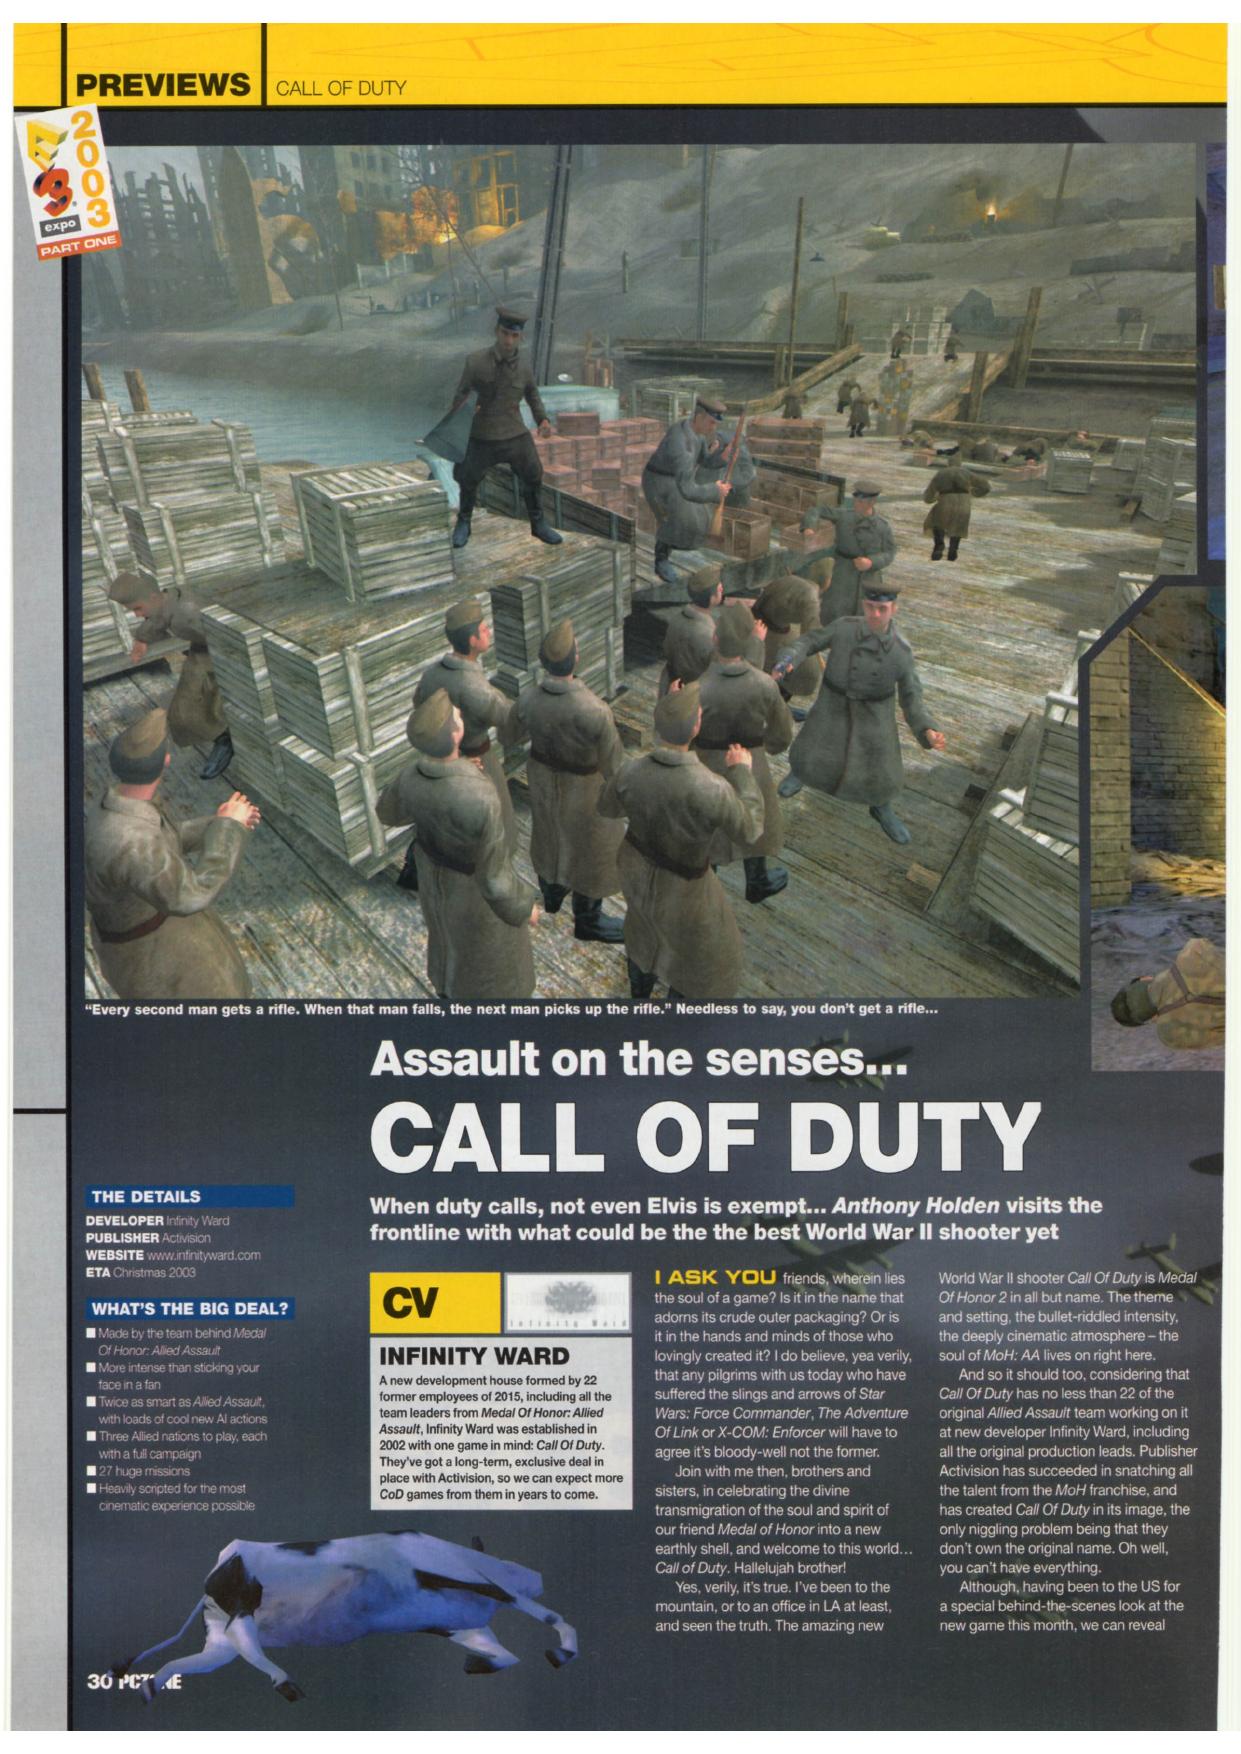 PREVIEWS
CALL OF DUTY
E3
expo
2003
PART ONE
“Every second man gets a rifle. When that man falls, the next man picks up the rifle.” Needless to say, you don't get a rifle...
Assault on the senses...
CALL OF DUTY
When duty calls, not even Elvis is exempt... Anthony Holden visits the
frontline with what could be the the best World War II shooter yet
THE DETAILS
DEVELOPER Infinity Ward
PUBLISHER Activision
WEBSITE www.infinityward.com
ETA Christmas 2003
WHAT'S THE BIG DEAL?
Made by the team behind Medal
Of Honor: Allied Assault
More intense than sticking your
face in a fan
Twice as smart as Allied Assault,
with loads of cool new AI actions
Three Allied nations to play, each
with a full campaign
27 huge missions
Heavily scripted for the most
cinematic experience possible
CV
Infinity Ward
INFINITY WARD
A new development house formed by 22
former employees of 2015, including all the
team leaders from Medal Of Honor: Allied
Assault, Infinity Ward was established in
2002 with one game in mind: Call Of Duty.
They've got a long-term, exclusive deal in
place with Activision, so we can expect more
CoD games from them in years to come.
I ASK YOU friends, wherein lies
the soul of a game? Is it in the name that
adorns its crude outer packaging? Or is
it in the hands and minds of those who
lovingly created it? I do believe, yea verily,
that any pilgrims with us today who have
suffered the slings and arrows of Star
Wars: Force Commander, The Adventure
Of Link or X-COM: Enforcer will have to
agree it's bloody-well not the former.
Join with me then, brothers and
sisters, in celebrating the divine
transmigration of the soul and spirit of
our friend Medal of Honor into a new
earthly shell, and welcome to this world...
Call of Duty. Hallelujah brother!
Yes, verily, it's true. I've been to the
mountain, or to an office in LA at least,
and seen the truth. The amazing new
World War II shooter Call Of Duty is Medal
Of Honor 2 in all but name. The theme
and setting, the bullet-riddled intensity,
the deeply cinematic atmosphere – the
soul of MoH: AA lives on right here.
And so it should too, considering that
Call Of Duty has no less than 22 of the
original Allied Assault team working on it
at new developer Infinity Ward, including
all the original production leads. Publisher
Activision has succeeded in snatching all
the talent from the MoH franchise, and
has created Call Of Duty in its image, the
only niggling problem being that they
don't own the original name. Oh well,
you can't have everything.
Although, having been to the US for
a special behind-the-scenes look at the
new game this month, we can reveal
30 PCZONE